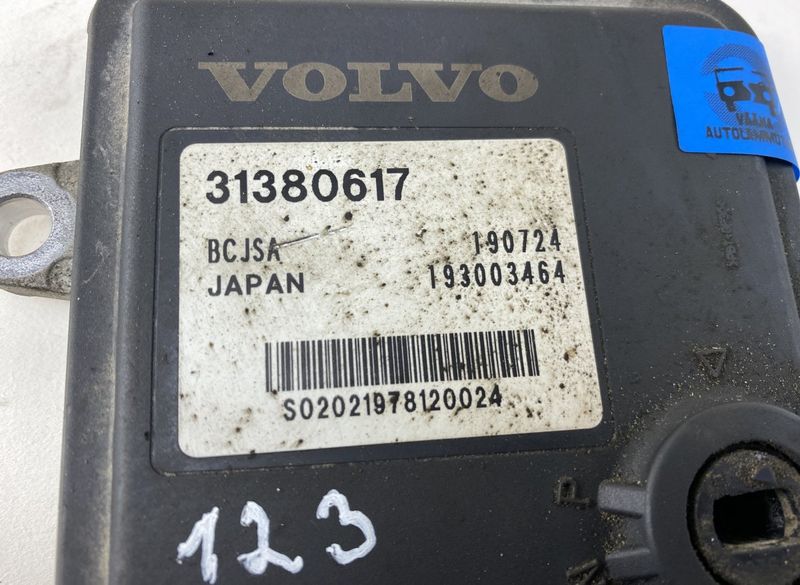 VOLVO
31380617
BCJSA 190724
JAPAN 193003464
S02021978120024
P
123